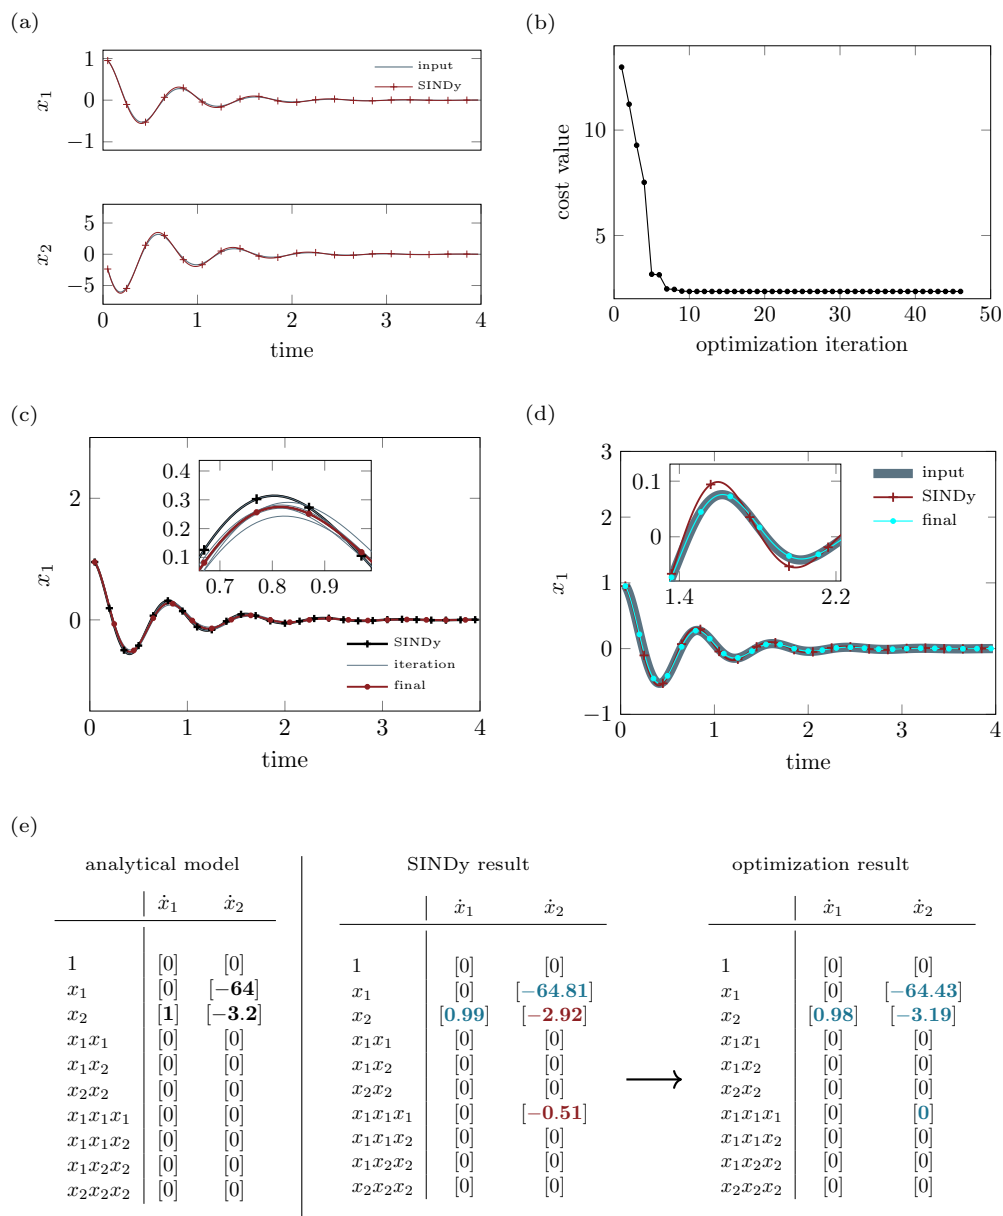 (a)
1
0
−1
x₁
input
SINDy
5
0
−5
x₂
0 1 2 3 4
time
(b)
10
5
cost value
0 10 20 30 40 50
optimization iteration
(c)
2
0
x₁
0.4
0.3
0.2
0.1
0.7 0.8 0.9
SINDy
iteration
final
0 1 2 3 4
time
(d)
3
2
1
0
−1
x₁
0.1
0
1.4 2.2
input
SINDy
final
0 1 2 3 4
time
(e)
analytical model
ẋ₁ ẋ₂
1 [0] [0]
x₁ [0] [−64]
x₂ [1] [−3.2]
x₁x₁ [0] [0]
x₁x₂ [0] [0]
x₂x₂ [0] [0]
x₁x₁x₁ [0] [0]
x₁x₁x₂ [0] [0]
x₁x₂x₂ [0] [0]
x₂x₂x₂ [0] [0]
SINDy result
ẋ₁ ẋ₂
1 [0] [0]
x₁ [0] [−64.81]
x₂ [0.99] [−2.92]
x₁x₁ [0] [0]
x₁x₂ [0] [0]
x₂x₂ [0] [0]
x₁x₁x₁ [0] [−0.51]
x₁x₁x₂ [0] [0]
x₁x₂x₂ [0] [0]
x₂x₂x₂ [0] [0]
optimization result
ẋ₁ ẋ₂
1 [0] [0]
x₁ [0] [−64.43]
x₂ [0.98] [−3.19]
x₁x₁ [0] [0]
x₁x₂ [0] [0]
x₂x₂ [0] [0]
x₁x₁x₁ [0] [0]
x₁x₁x₂ [0] [0]
x₁x₂x₂ [0] [0]
x₂x₂x₂ [0] [0]